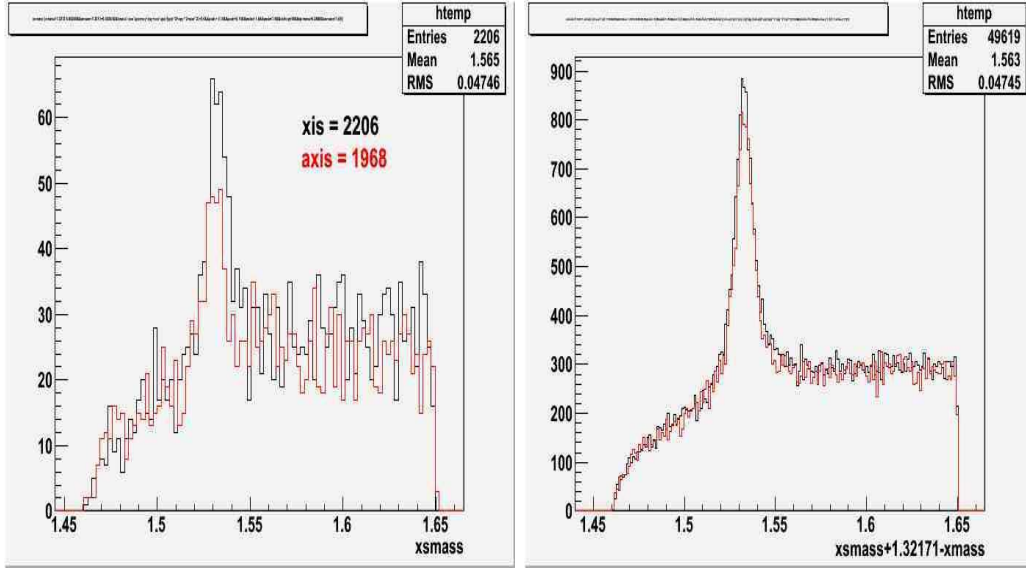 htemp
Entries 2206
Mean 1.565
RMS 0.04746
xis = 2206
axis = 1968
60
50
40
30
20
10
0
1.45 1.5 1.55 1.6 1.65
xsmass
htemp
Entries 49619
Mean 1.563
RMS 0.04745
900
800
700
600
500
400
300
200
100
0
1.45 1.5 1.55 1.6 1.65
xsmass+1.32171-xmass